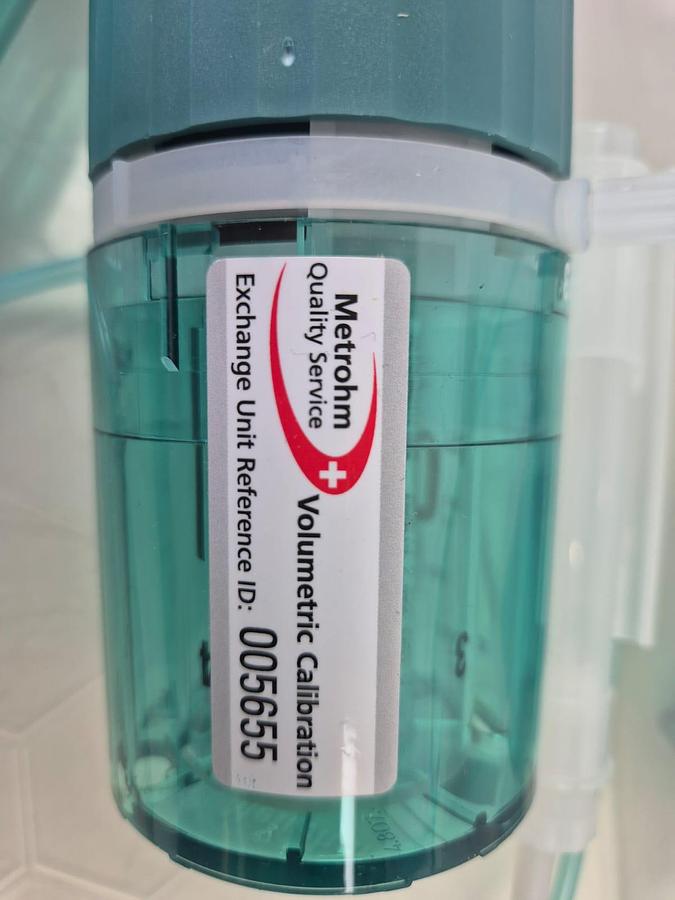 Metrohm
Quality Service
Volumetric Calibration
Exchange Unit Reference ID: 005655